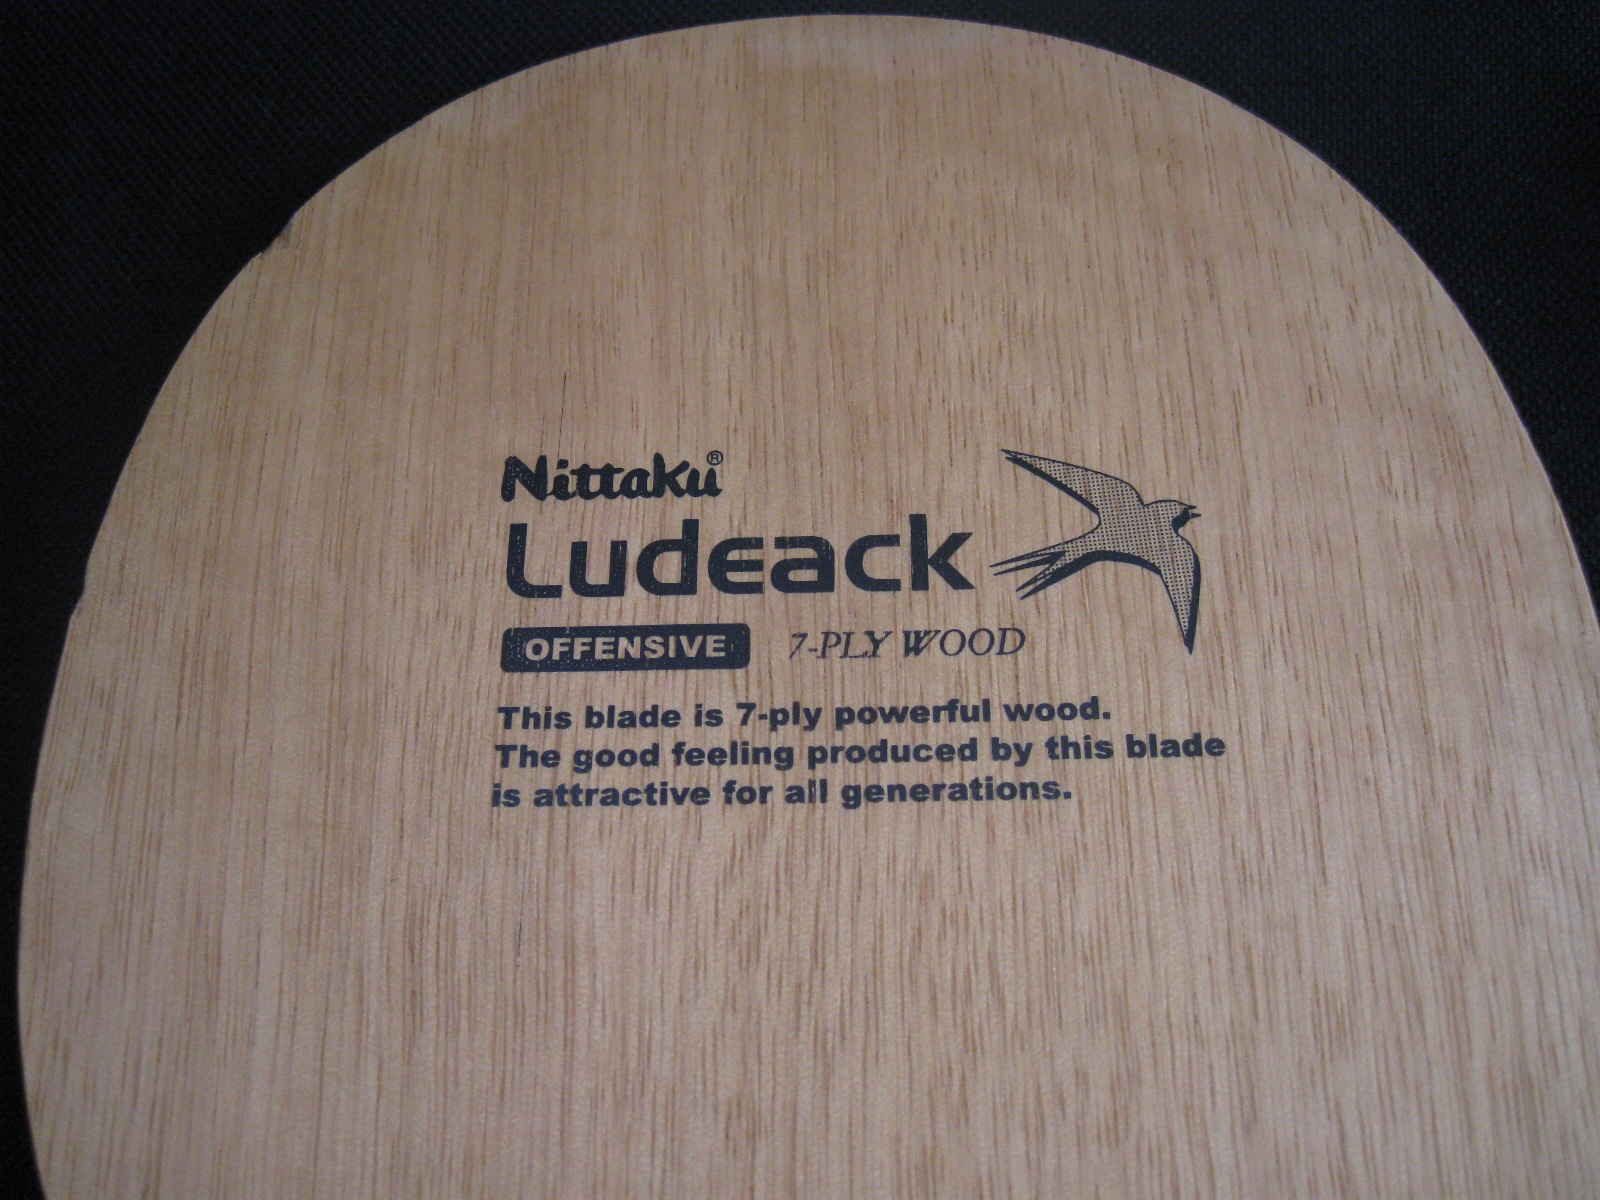 Nittaku®
Ludeack
OFFENSIVE 7-PLY WOOD
This blade is 7-ply powerful wood.
The good feeling produced by this blade
is attractive for all generations.